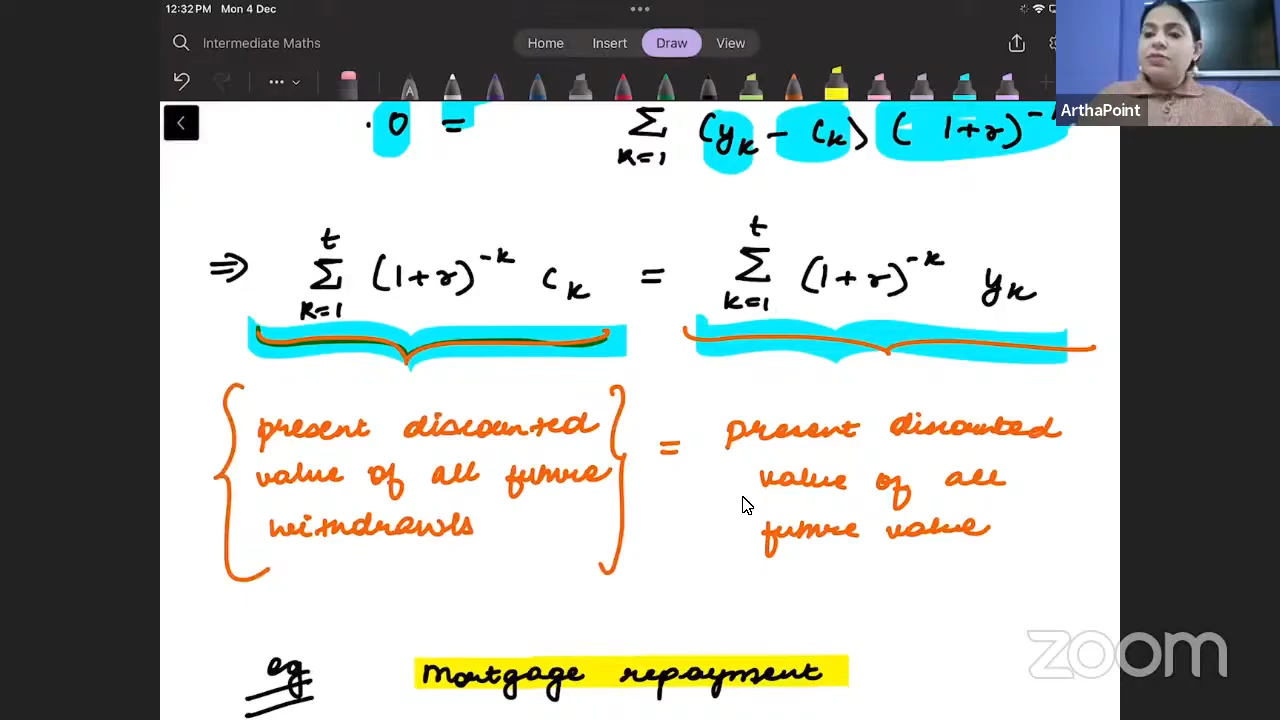 12:32 PM Mon 4 Dec
Intermediate Maths
Home Insert Draw View
ArthaPoint
. 0 = Σ (yk - Ck) (1+r)^-
k=1
⇒ t Σ k=1 (1+r)^-k Ck = t Σ k=1 (1+r)^-k yk
present discounted = present discounted
value of all future value of all
withdrawls future value
eg Mortgage repayment
zoom